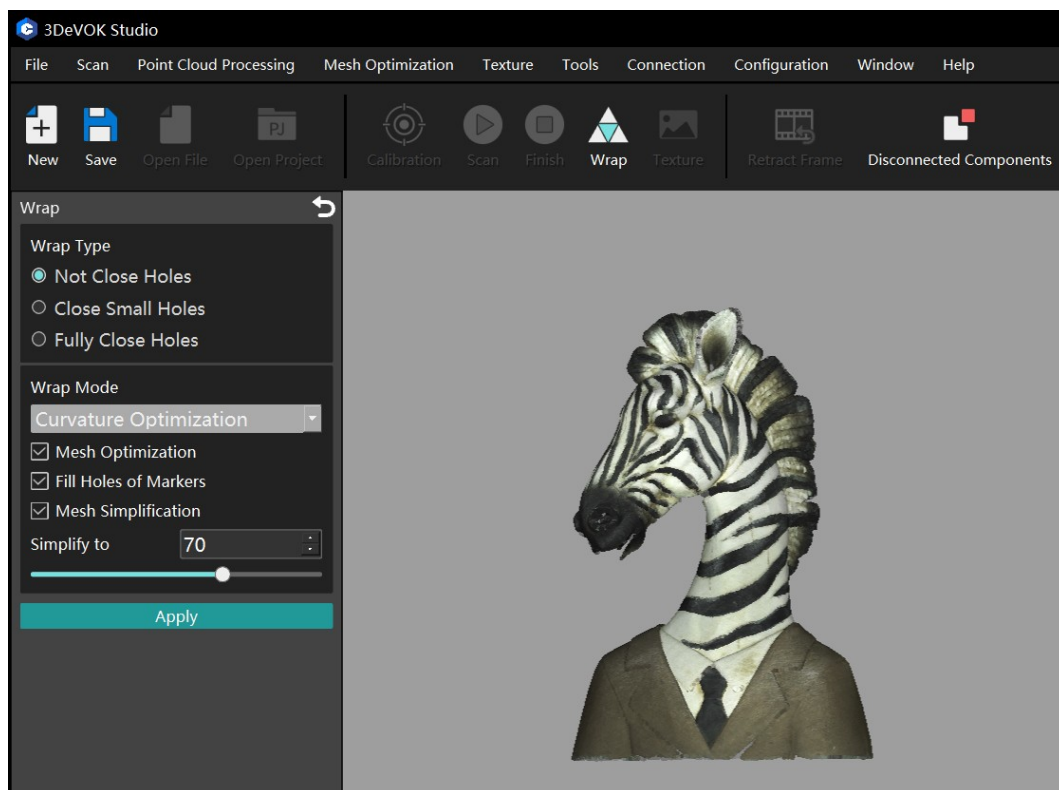 3DeVOK Studio
File Scan Point Cloud Processing Mesh Optimization Texture Tools Connection Configuration Window Help
PJ
New Save Open File Open Project Calibration Scan Finish Wrap Texture Retract Frame Disconnected Components
Wrap
Wrap Type
Not Close Holes
Close Small Holes
Fully Close Holes
Wrap Mode
Curvature Optimization
Mesh Optimization
Fill Holes of Markers
Mesh Simplification
Simplify to 70
Apply